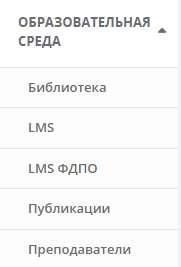 ОБРАЗОВАТЕЛЬНАЯ
СРЕДА
Библиотека
LMS
LMS ФДПО
Публикации
Преподаватели